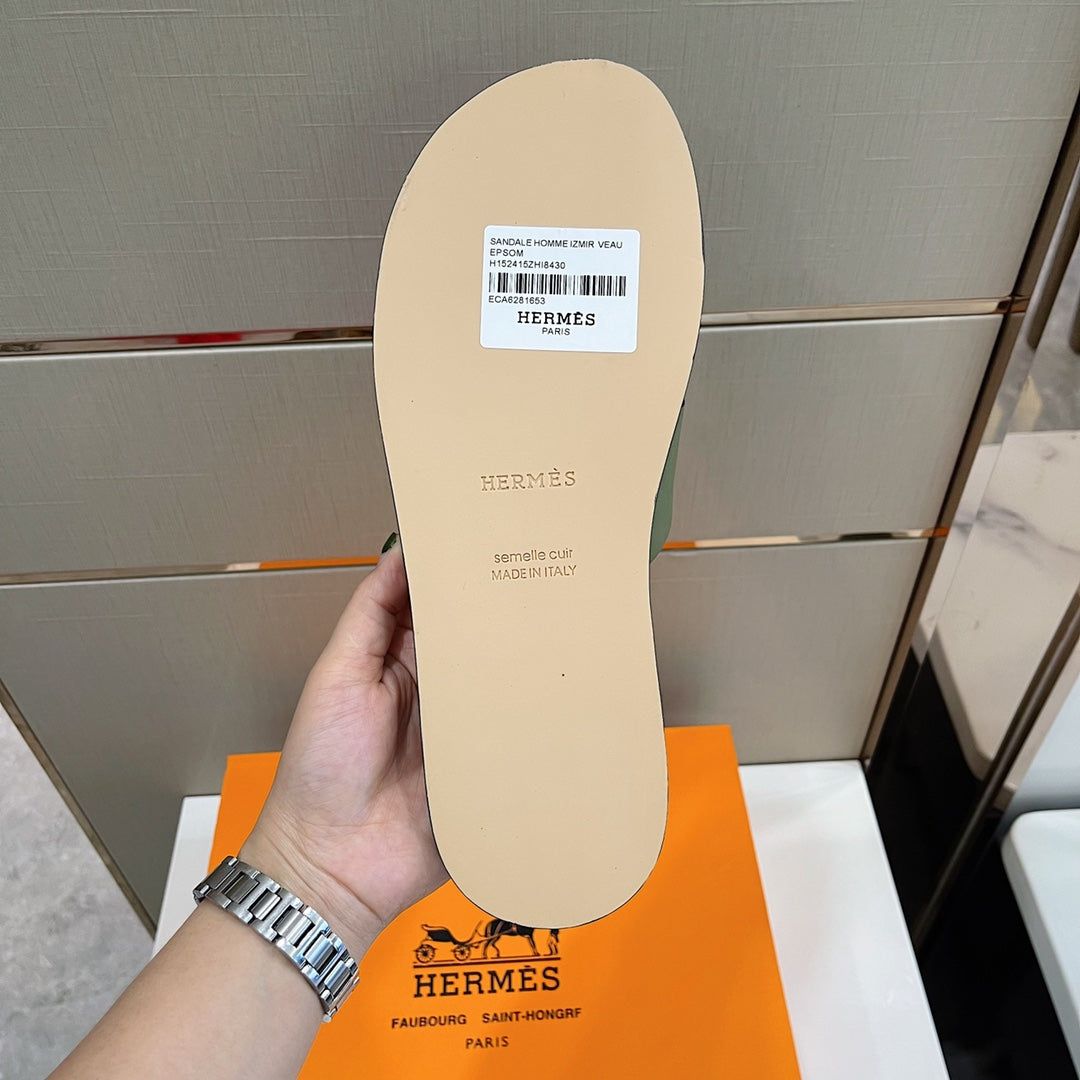 SANDALE HOMME IZMIR VEAU
EPSOM
H152415ZHI8430
ECA6281653
HERMÈS
PARIS
HERMÈS
semelle cuir
MADE IN ITALY
HERMÈS
FAUBOURG SAINT-HONGRF
PARIS